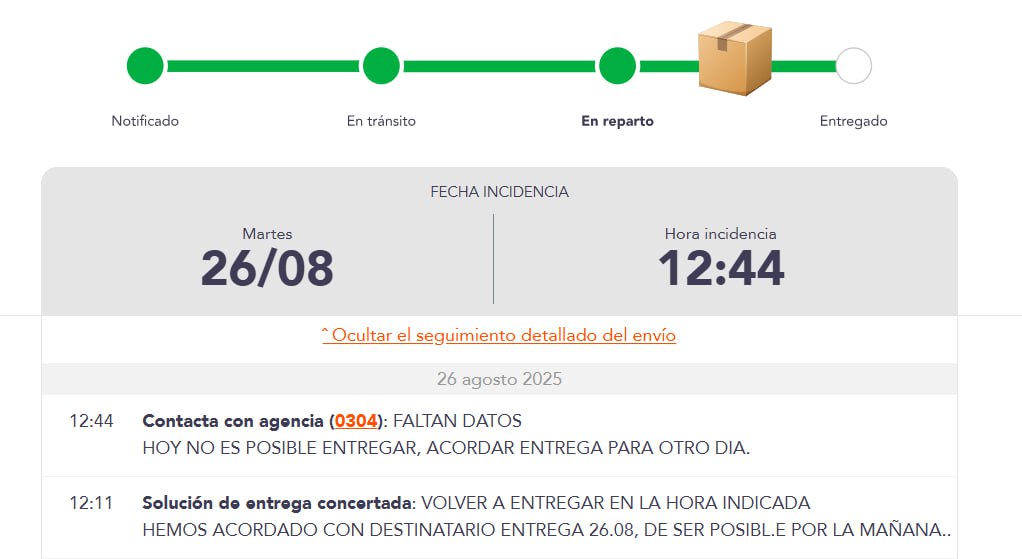 Notificado
En tránsito
En reparto
Entregado
FECHA INCIDENCIA
Martes
26/08
Hora incidencia
12:44
ˆ Ocultar el seguimiento detallado del envío
26 agosto 2025
12:44 Contacta con agencia (0304): FALTAN DATOS
HOY NO ES POSIBLE ENTREGAR, ACORDAR ENTREGA PARA OTRO DIA.
12:11 Solución de entrega concertada: VOLVER A ENTREGAR EN LA HORA INDICADA
HEMOS ACORDADO CON DESTINATARIO ENTREGA 26.08, DE SER POSIBL.E POR LA MAÑANA..